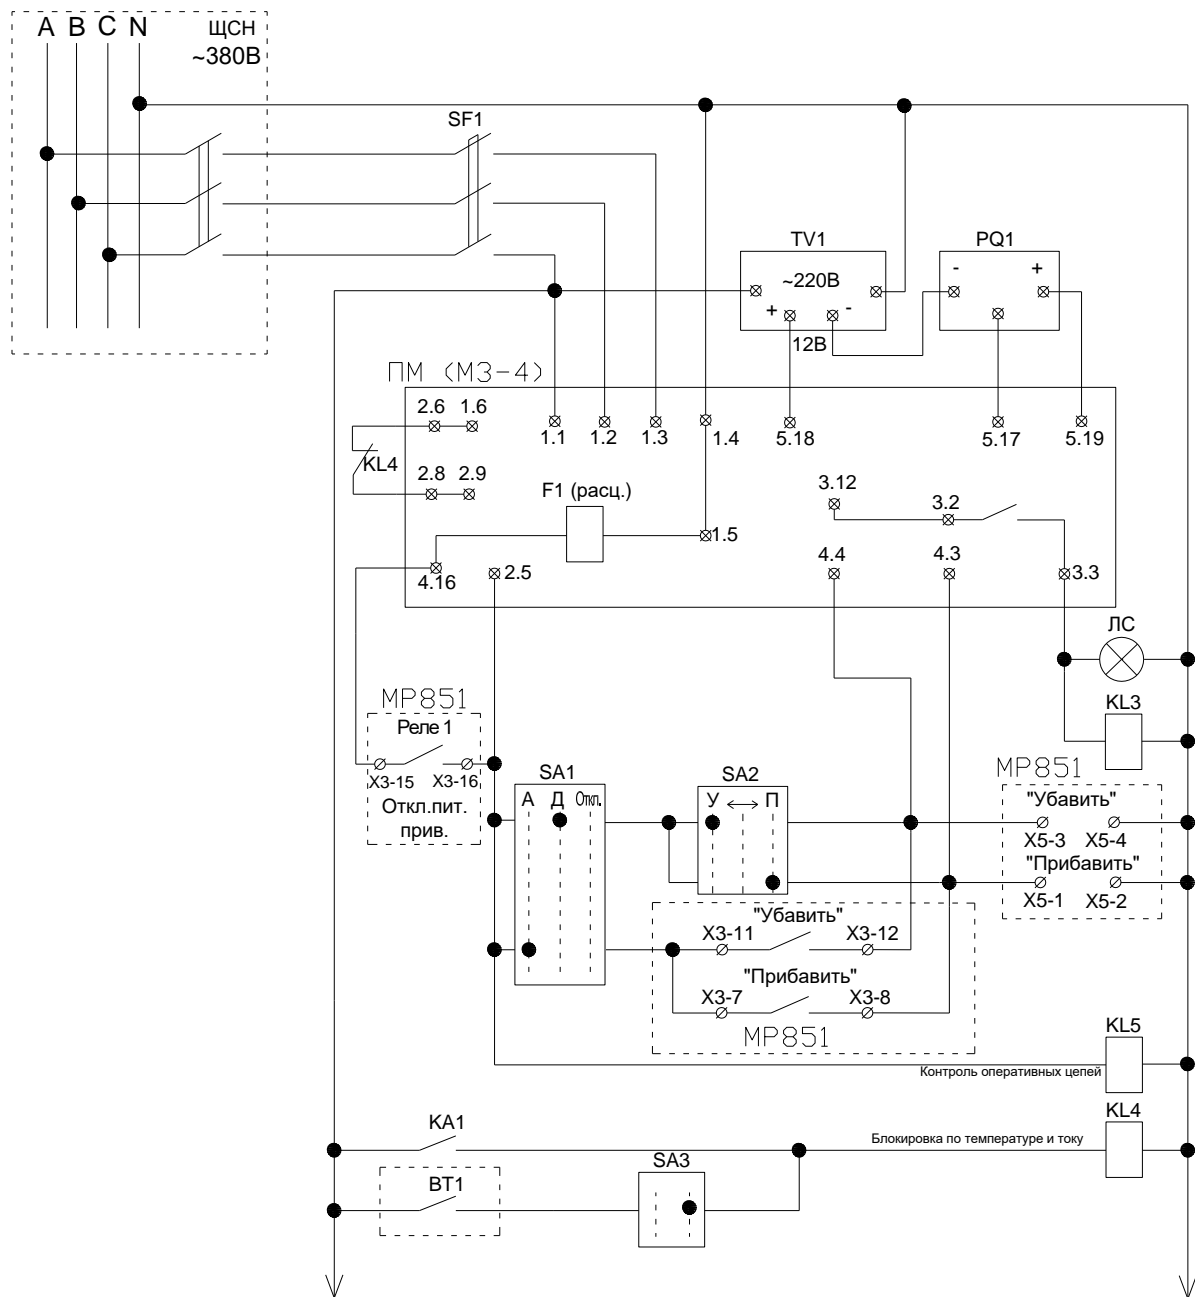 A B C N ЩСН
~380В
SF1
TV1 PQ1
~220В - +
+ -
12В
ПМ (МЗ-4)
2.6 1.6
1.1 1.2 1.3 1.4 5.18 5.17 5.19
KL4
2.8 2.9
F1 (расц.)
3.12
3.2
1.5
4.4 4.3
4.16 2.5 3.3
ЛС
МР851
KL3
Реле 1
X3-15 X3-16
Откл.пит.
прив.
SA1 SA2
А Д Откл.
У П
МР851
"Убавить"
X5-3 X5-4
"Прибавить"
X5-1 X5-2
"Убавить"
X3-11 X3-12
"Прибавить"
X3-7 X3-8
МР851
KL5
Контроль оперативных цепей
KL4
KA1
Блокировка по температуре и току
SA3
BT1